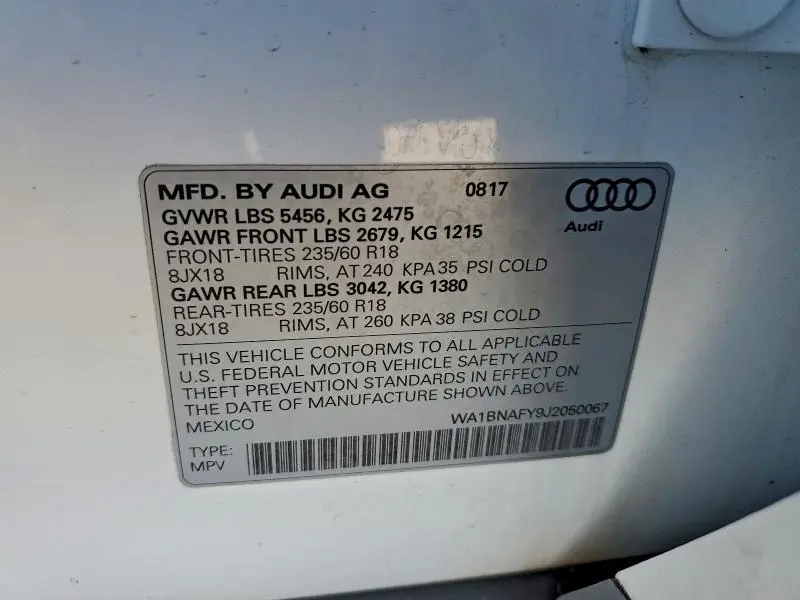 MFD. BY AUDI AG 0817
GVWR LBS 5456, KG 2475
GAWR FRONT LBS 2679, KG 1215
Audi
FRONT-TIRES 235/60 R18
8JX18 RIMS, AT 240 KPA 35 PSI COLD
GAWR REAR LBS 3042, KG 1380
REAR-TIRES 235/60 R18
8JX18 RIMS, AT 260 KPA 38 PSI COLD
THIS VEHICLE CONFORMS TO ALL APPLICABLE
U.S. FEDERAL MOTOR VEHICLE SAFETY AND
THEFT PREVENTION STANDARDS IN EFFECT ON
THE DATE OF MANUFACTURE SHOWN ABOVE.
MEXICO WA1BNAFY9J2050067
TYPE:
MPV